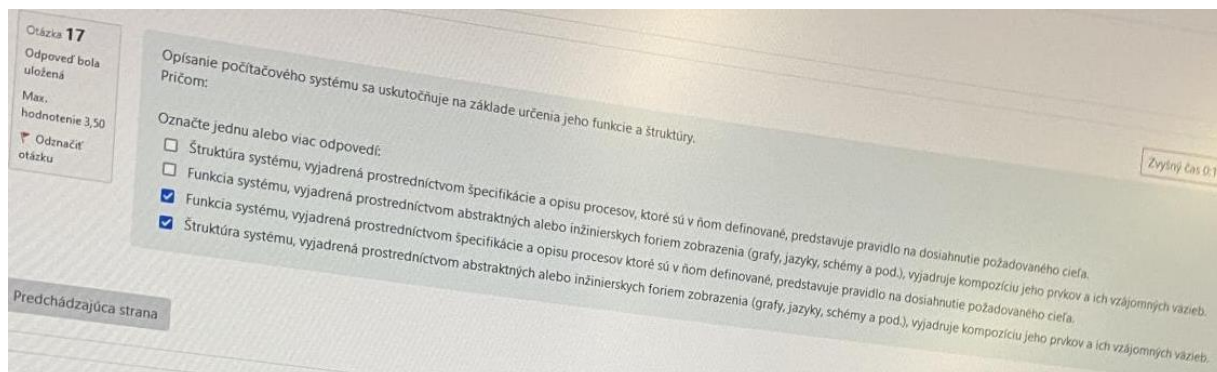 Otázka 17
Odpoveď bola
uložená
Max.
hodnotenie 3,50
Odznačiť
otázku
Opísanie počítačového systému sa uskutočňuje na základe určenia jeho funkcie a štruktúry.
Pričom:
Označte jednu alebo viac odpovedí:
Štruktúra systému, vyjadrená prostredníctvom špecifikácie a opisu procesov, ktoré sú v ňom definované, predstavuje pravidlo na dosiahnutie požadovaného cieľa.
Funkcia systému, vyjadrená prostredníctvom abstraktných alebo inžinierskych foriem zobrazenia (grafy, jazyky, schémy a pod.), vyjadruje kompozíciu jeho prvkov a ich vzájomných väzieb.
Funkcia systému, vyjadrená prostredníctvom špecifikácie a opisu procesov ktoré sú v ňom definované, predstavuje pravidlo na dosiahnutie požadovaného cieľa.
Štruktúra systému, vyjadrená prostredníctvom abstraktných alebo inžinierskych foriem zobrazenia (grafy, jazyky, schémy a pod.), vyjadruje kompozíciu jeho prvkov a ich vzájomných väzieb.
Zvyšný čas 0:1
Predchádzajúca strana